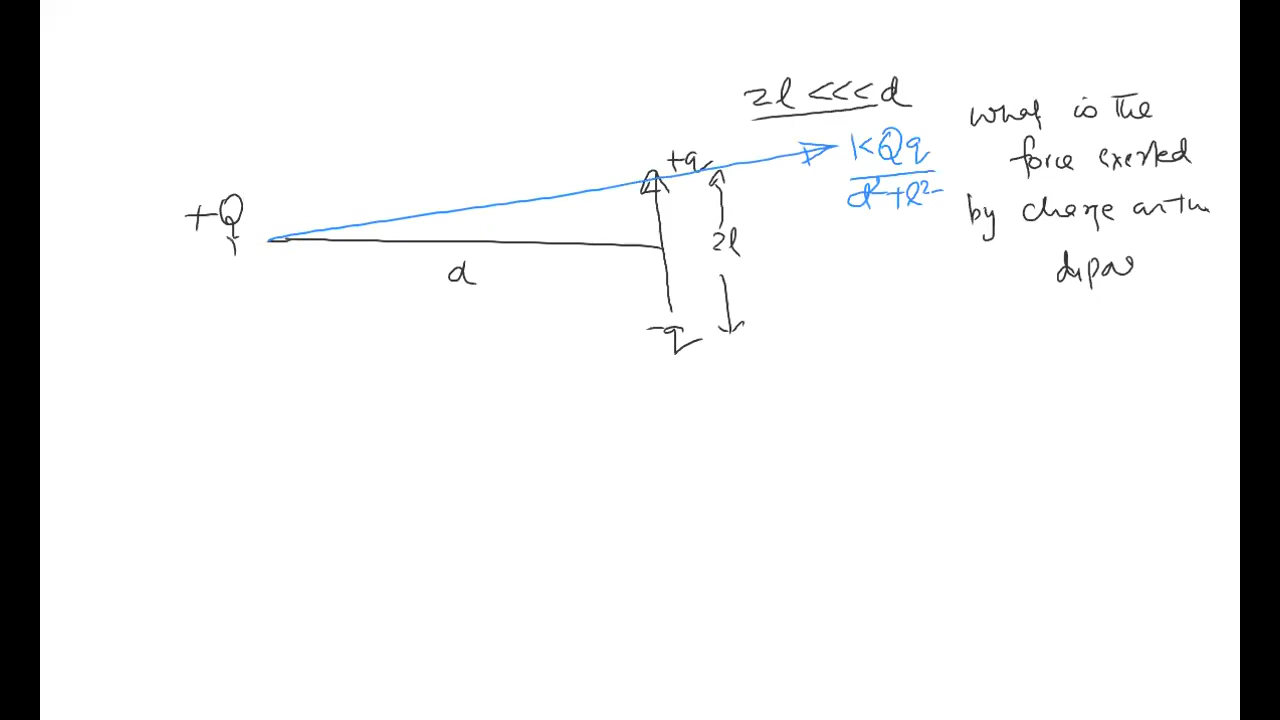 2l <<< d
what is the
force exerted
by charge on the
dipole
+q
KQq
d²+l²
+Q
2l
d
-q